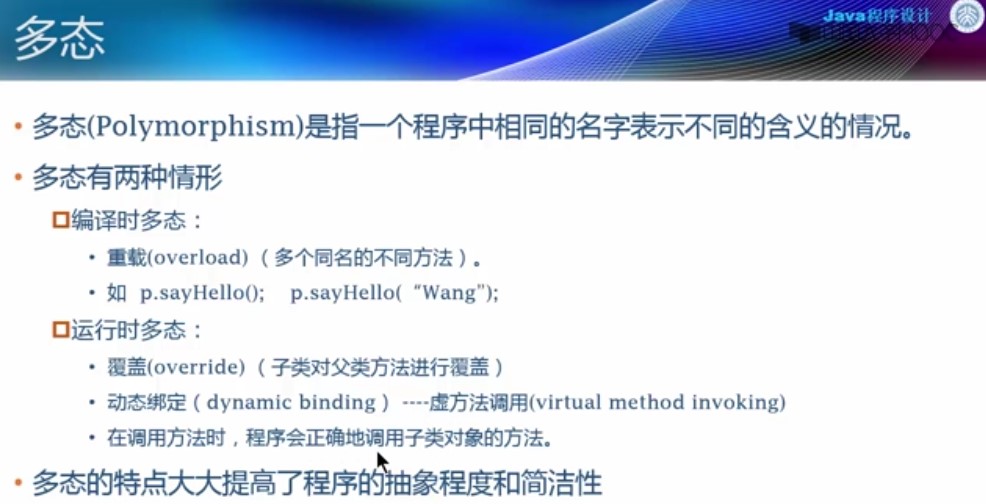 Java程序设计
多态
• 多态(Polymorphism)是指一个程序中相同的名字表示不同的含义的情况。
• 多态有两种情形
编译时多态：
• 重载(overload)（多个同名的不同方法）。
• 如 p.sayHello(); p.sayHello( “Wang”);
运行时多态：
• 覆盖(override)（子类对父类方法进行覆盖）
• 动态绑定（dynamic binding） ----虚方法调用(virtual method invoking)
• 在调用方法时，程序会正确地调用子类对象的方法。
• 多态的特点大大提高了程序的抽象程度和简洁性